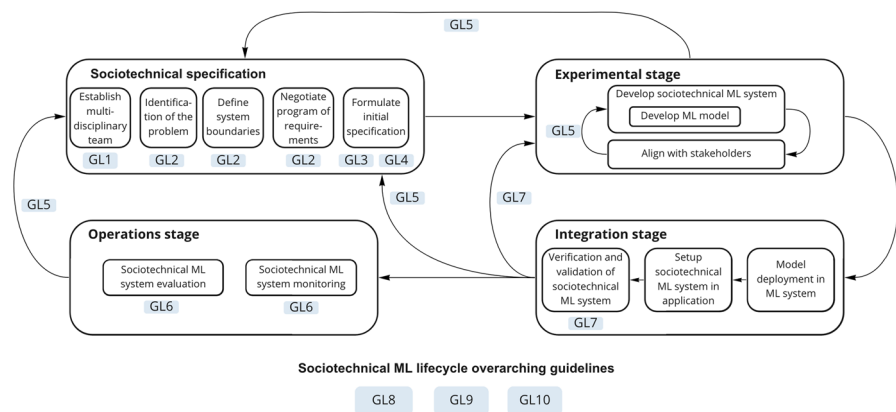 GL5
Sociotechnical specification
Establish
multi-
disciplinary
team
GL1
Identifica-
tion of the
problem
GL2
Define
system
boundaries
GL2
Negotiate
program of
require-
ments
GL2
Formulate
initial
specification
GL3
GL4
Experimental stage
Develop sociotechnical ML system
Develop ML model
GL5
Align with stakeholders
GL5
GL5
GL7
Operations stage
Sociotechnical ML
system evaluation
GL6
Sociotechnical ML
system monitoring
GL6
Integration stage
Verification and
validation of
sociotechnical
ML system
GL7
Setup
sociotechnical
ML system in
application
Model
deployment in
ML system
Sociotechnical ML lifecycle overarching guidelines
GL8
GL9
GL10